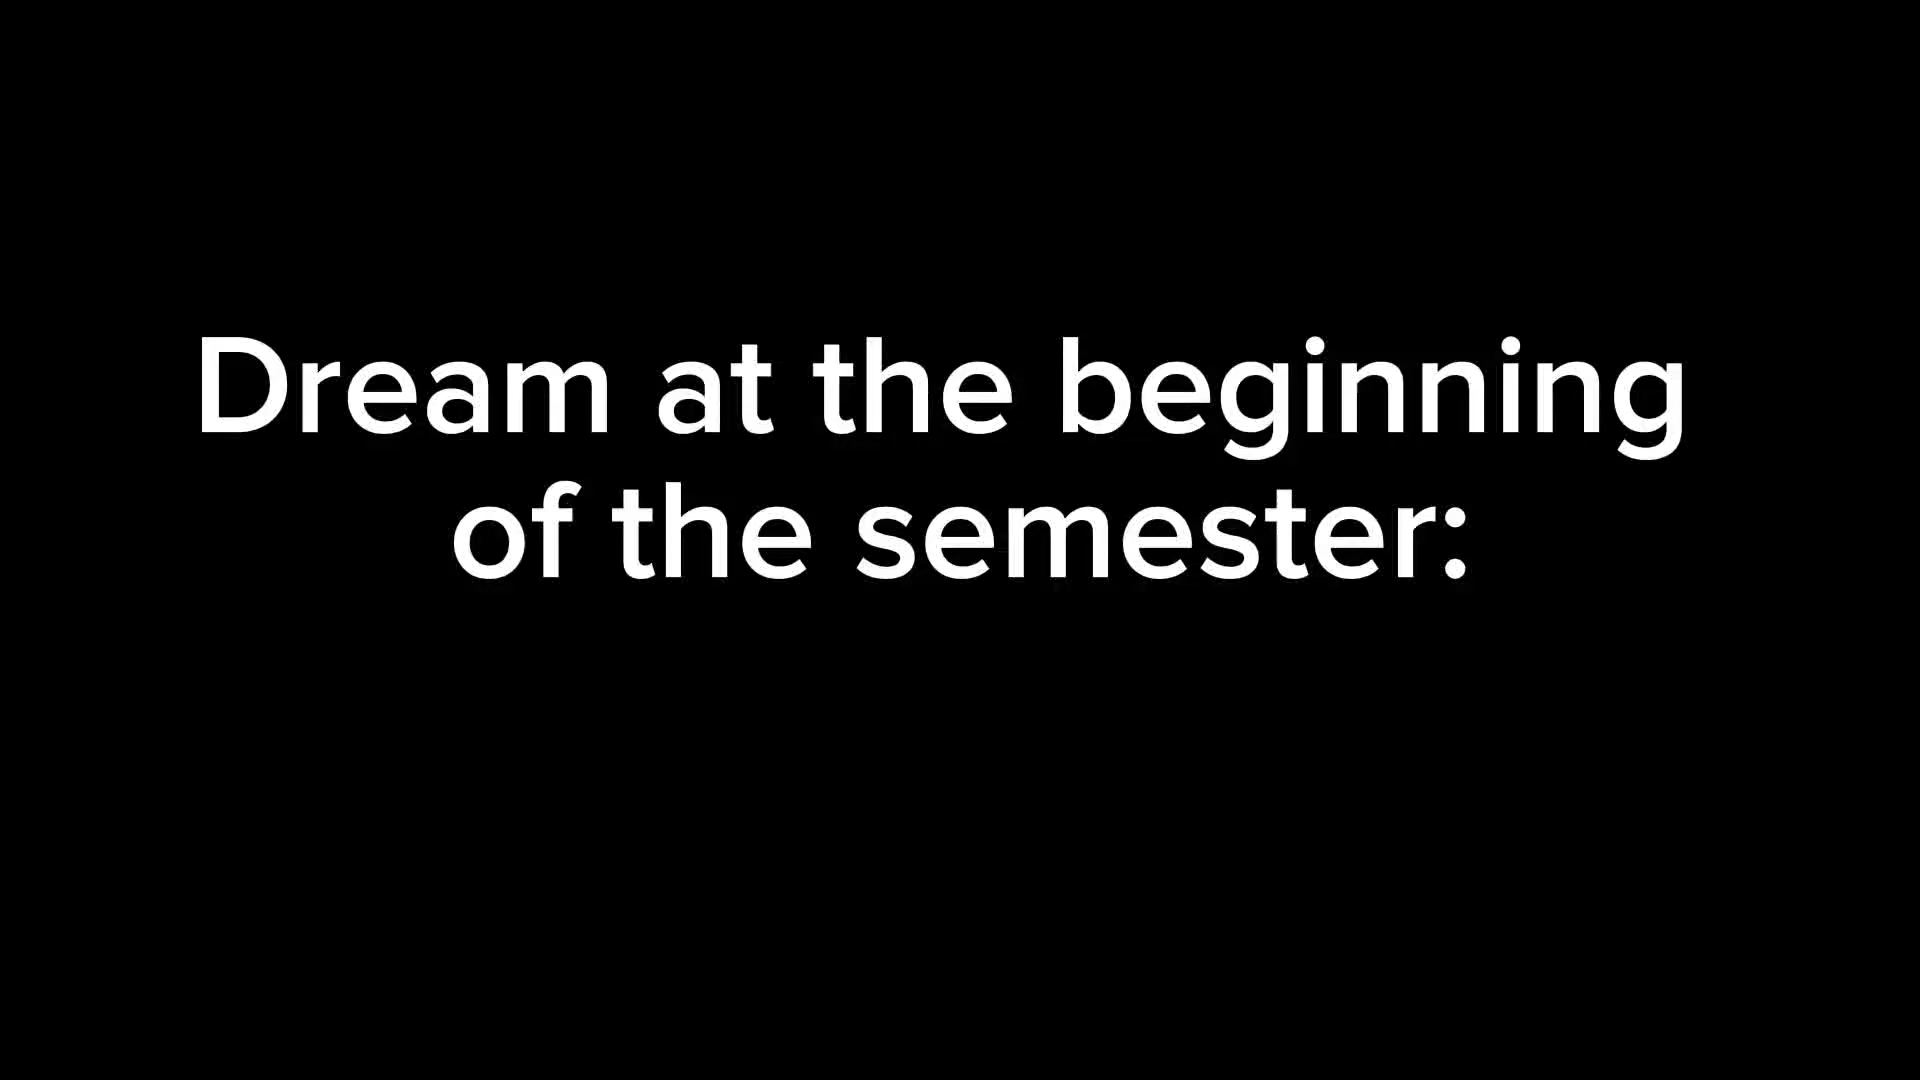 Dream at the beginning
of the semester: